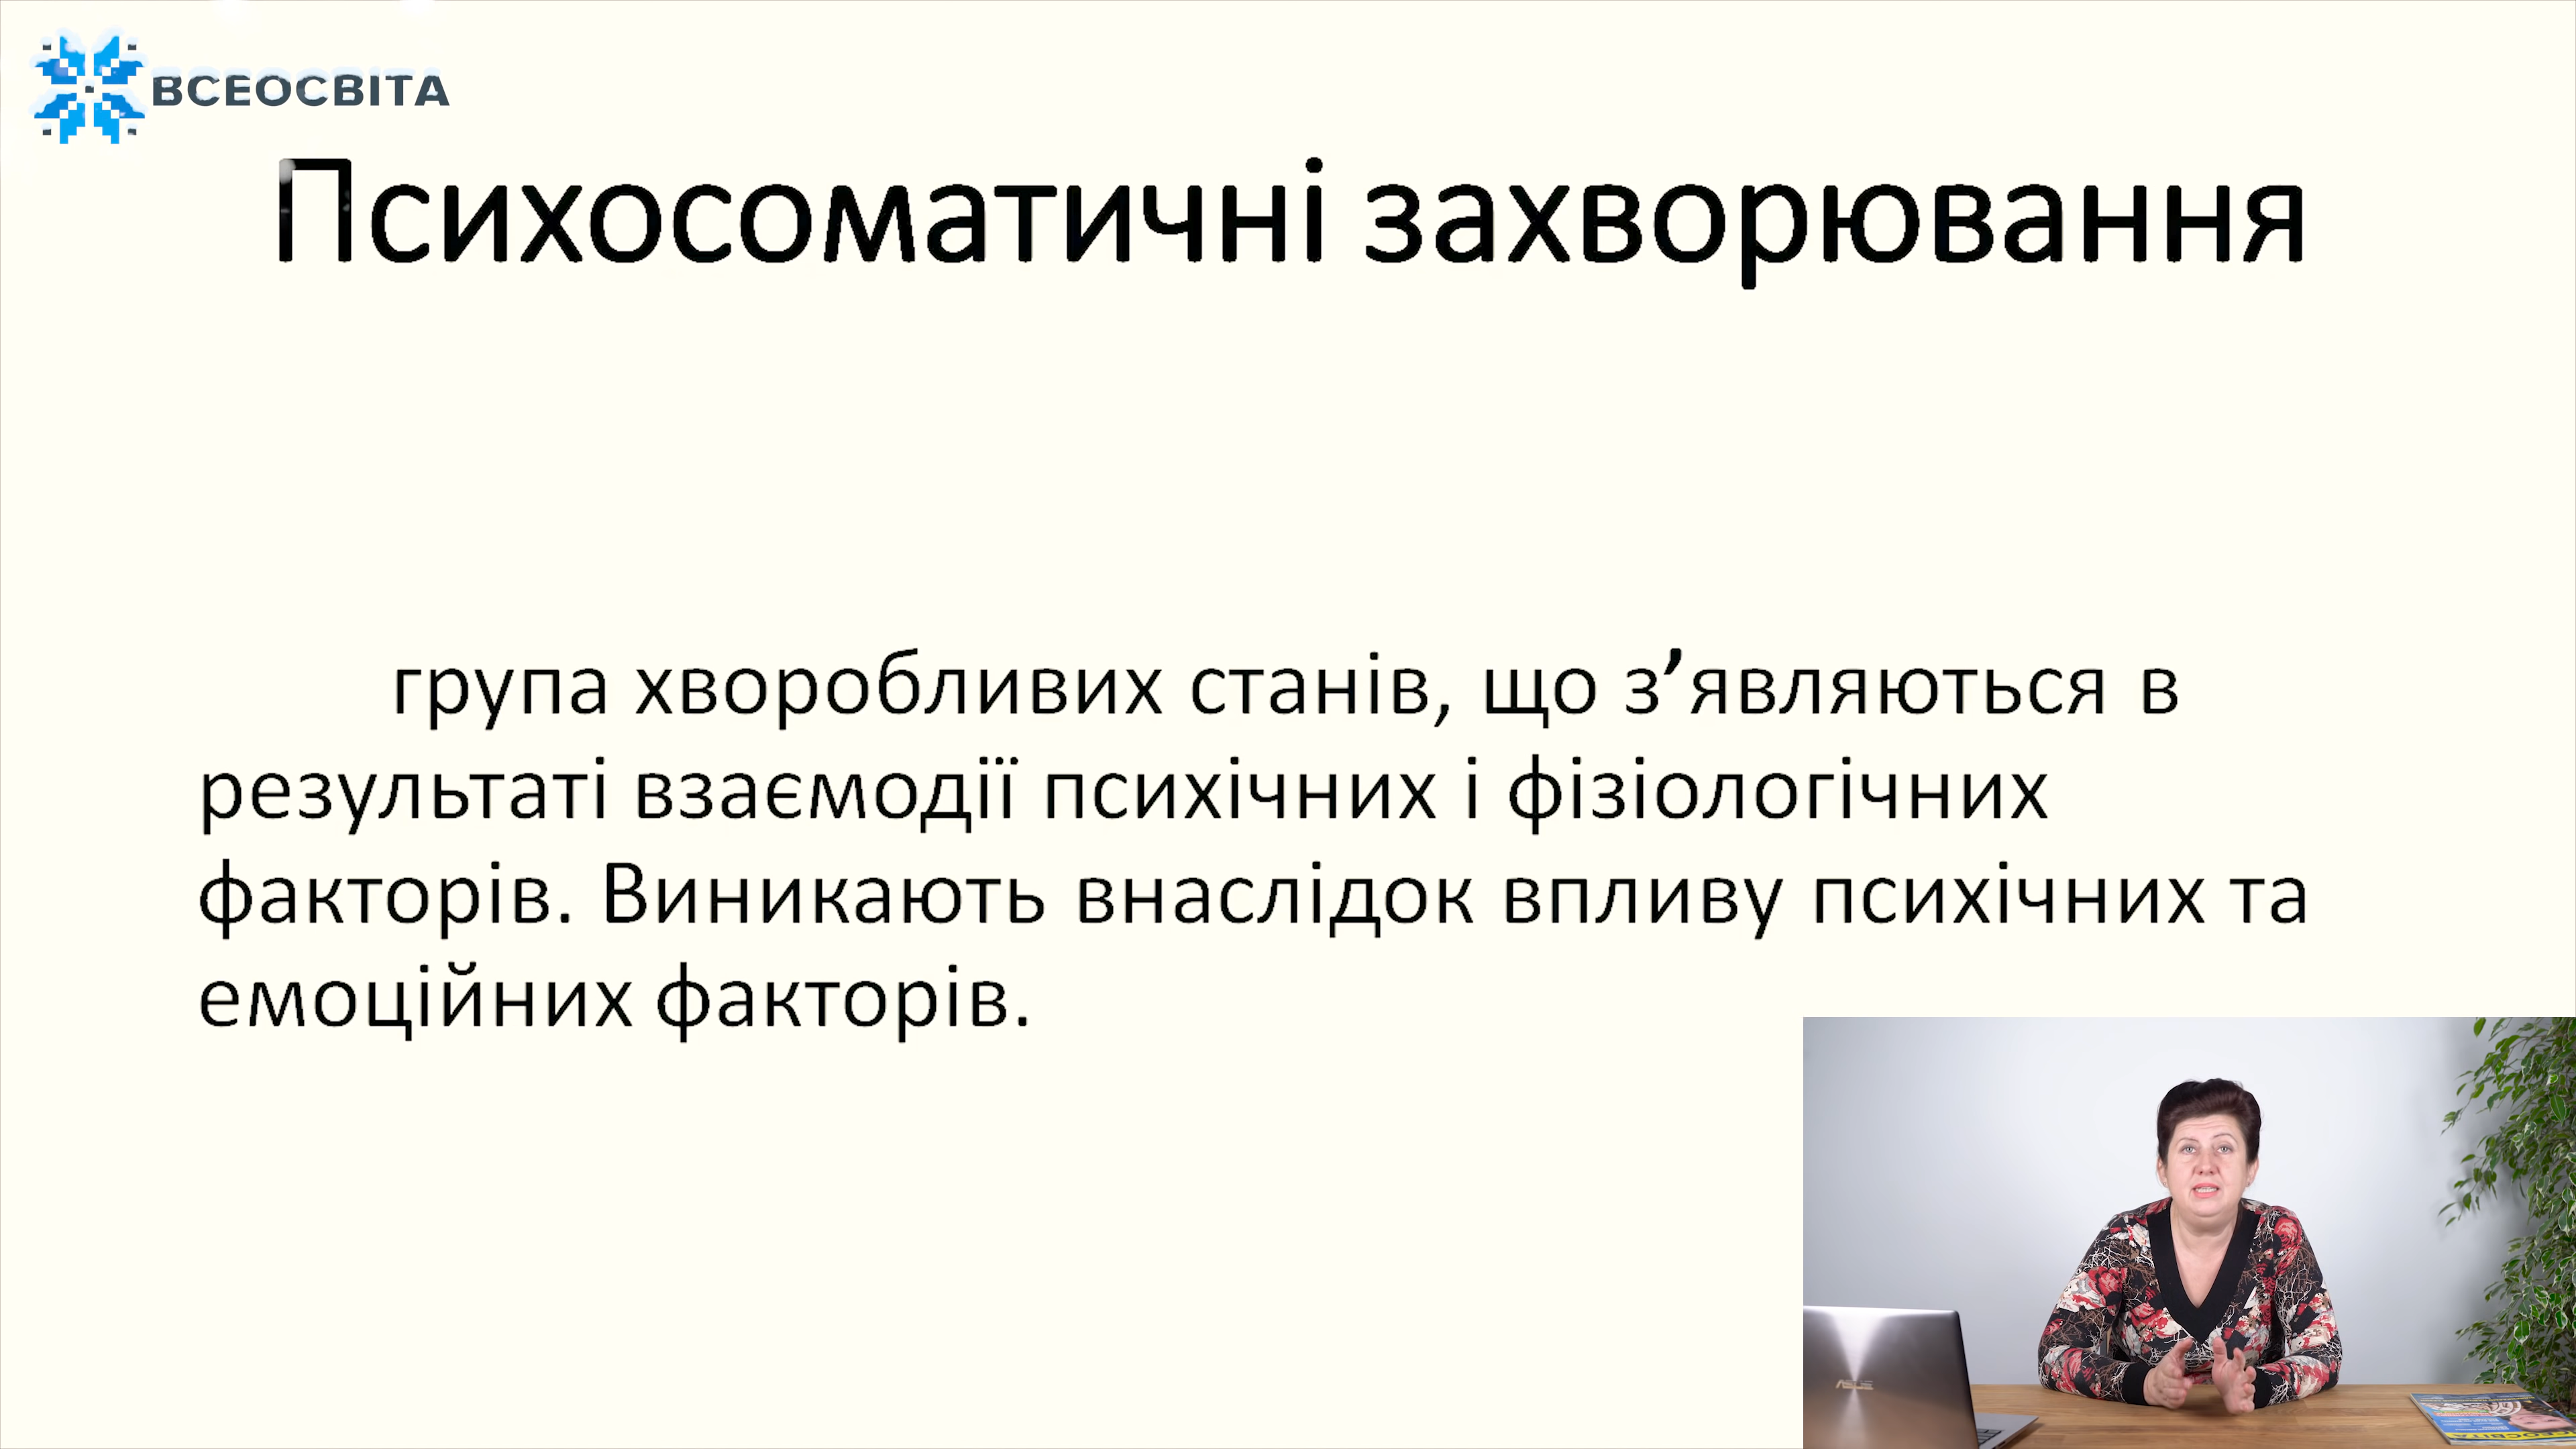 ВСЕОСВІТА
Психосоматичні захворювання
група хворобливих станів, що з’являються в
результаті взаємодії психічних і фізіологічних
факторів. Виникають внаслідок впливу психічних та
емоційних факторів.
ASUS